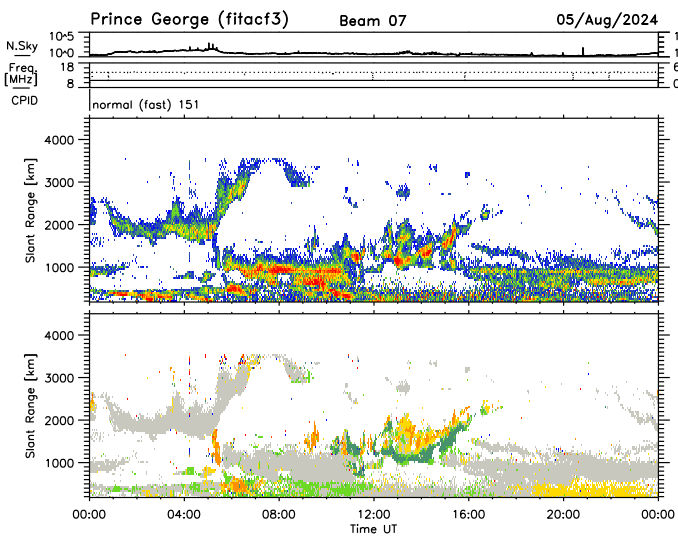 Prince George (fitacf3) Beam 07 05/Aug/2024
N.Sky 10^5
10^0
Freq. 18 6
[MHz] 8 0
CPID normal (fast) 151
4000
3000
2000
1000
Slant Range [km]
4000
3000
2000
1000
Slant Range [km]
00:00 04:00 08:00 12:00 16:00 20:00 00:00
Time UT